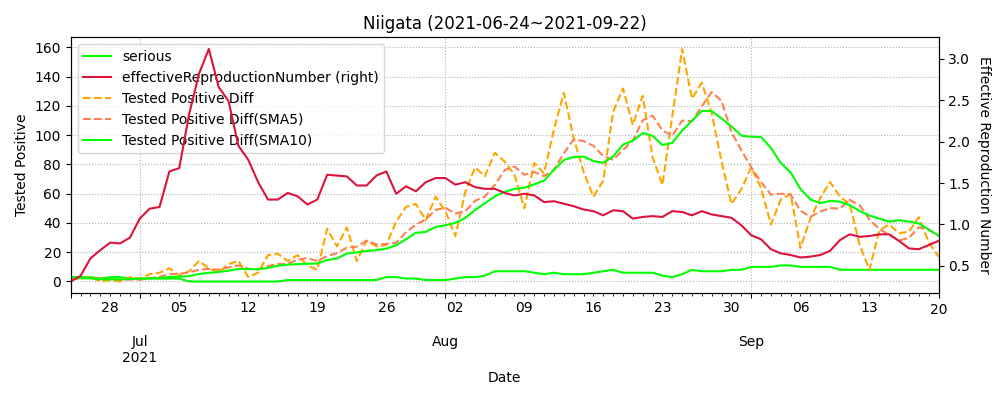 Niigata (2021-06-24~2021-09-22)
serious
effectiveReproductionNumber (right)
Tested Positive Diff
Tested Positive Diff(SMA5)
Tested Positive Diff(SMA10)
Tested Positive
160
140
120
100
80
60
40
20
0
3.0
2.5
2.0
1.5
1.0
0.5
Effective Reproduction Number
28 05 12 19 26 02 09 16 23 30 06 13 20
Jul Aug Sep
2021
Date